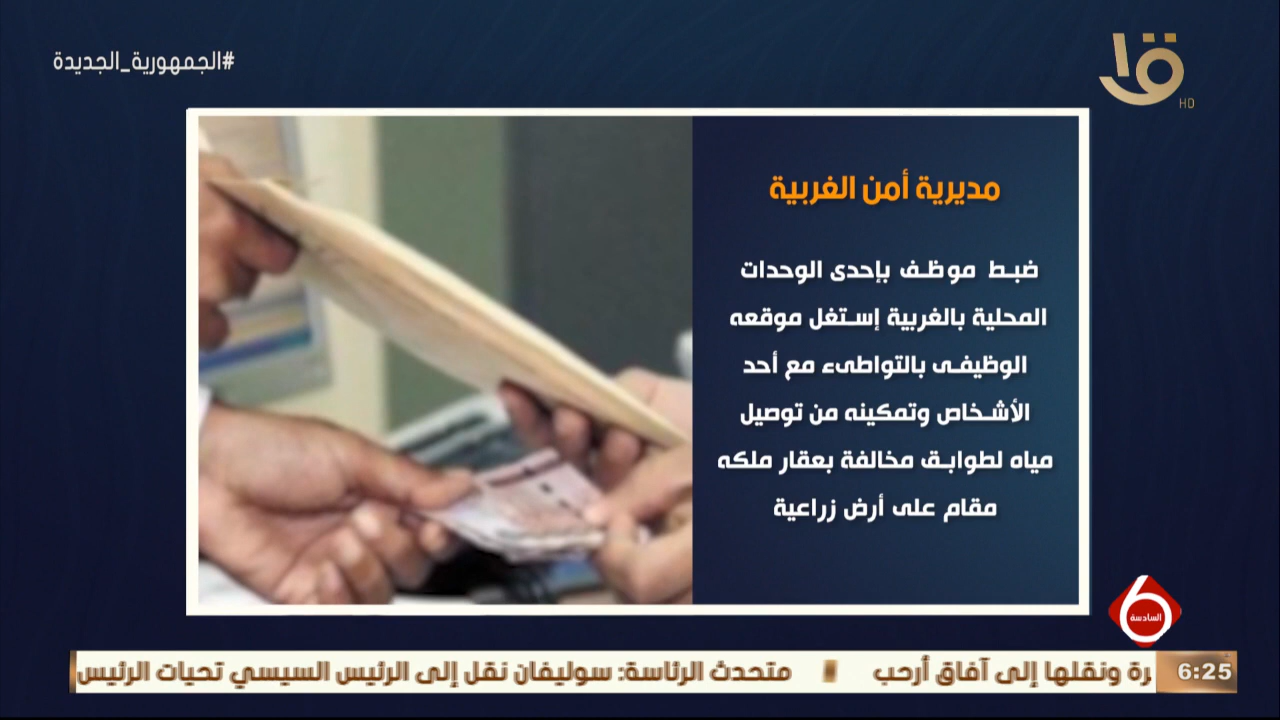 #الجمهورية_الجديدة
HD
مديرية أمن الغربية
ضبط موظف بإحدى الوحدات
المحلية بالغربية إستغل موقعه
الوظيفى بالتواطىء مع أحد
الأشخاص وتمكينه من توصيل
مياه لطوابق مخالفة بعقار ملكه
مقام على أرض زراعية
6
السادسة
6:25
رة ونقلها إلى آفاق أرحب
متحدث الرئاسة: سوليفان نقل إلى الرئيس السيسي تحيات الرئيس